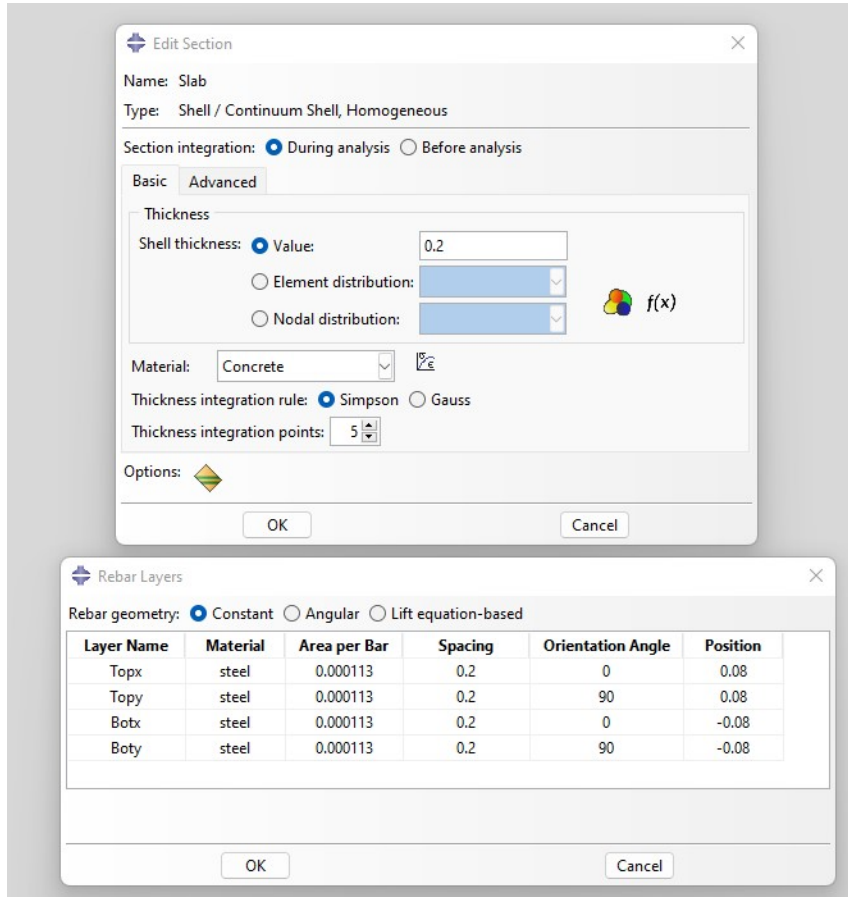 Edit Section
Name: Slab
Type: Shell / Continuum Shell, Homogeneous
Section integration: During analysis Before analysis
Basic Advanced
Thickness
Shell thickness: Value: 0.2
Element distribution:
f(x)
Nodal distribution:
Material: Concrete
Thickness integration rule: Simpson Gauss
Thickness integration points: 5
Options:
OK Cancel
Rebar Layers
Rebar geometry: Constant Angular Lift equation-based
Layer Name Material Area per Bar Spacing Orientation Angle Position
Topx steel 0.000113 0.2 0 0.08
Topy steel 0.000113 0.2 90 0.08
Botx steel 0.000113 0.2 0 -0.08
Boty steel 0.000113 0.2 90 -0.08
OK Cancel